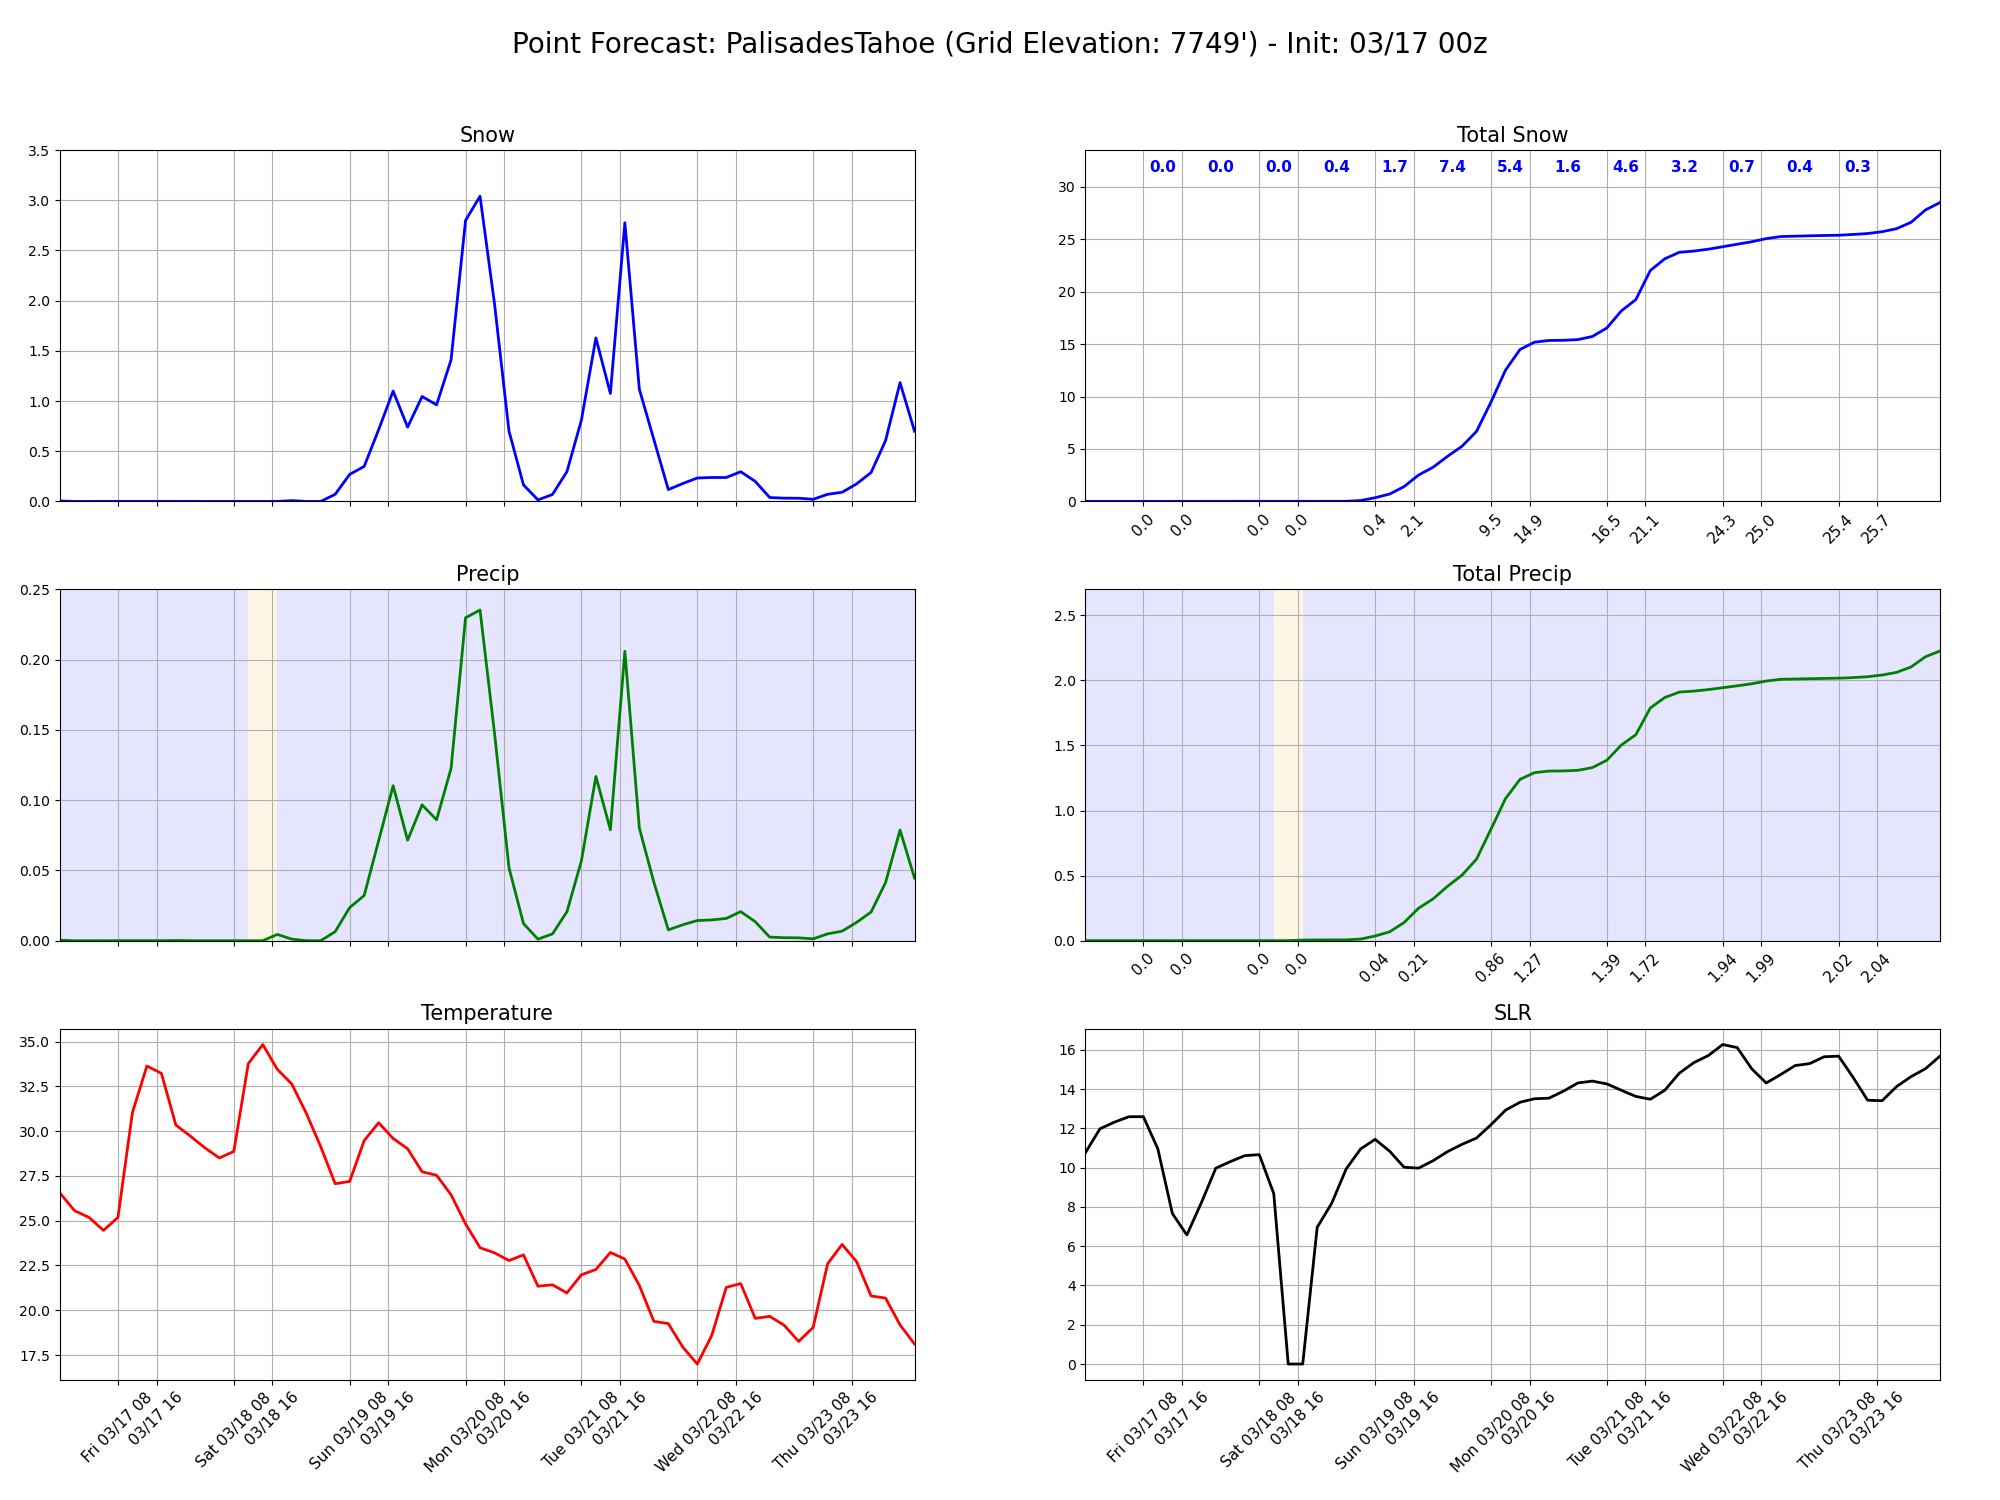 Point Forecast: PalisadesTahoe (Grid Elevation: 7749') - Init: 03/17 00z
Snow
3.5
3.0
2.5
2.0
1.5
1.0
0.5
0.0
Total Snow
0.0 0.0 0.0 0.4 1.7 7.4 5.4 1.6 4.6 3.2 0.7 0.4 0.3
30
25
20
15
10
5
0
0.0 0.0 0.0 0.0 0.4 2.1 9.5 14.9 16.5 21.1 24.3 25.0 25.4 25.7
Precip
0.25
0.20
0.15
0.10
0.05
0.00
Total Precip
2.5
2.0
1.5
1.0
0.5
0.0
0.0 0.0 0.0 0.0 0.04 0.21 0.86 1.27 1.39 1.72 1.94 1.99 2.02 2.04
Temperature
35.0
32.5
30.0
27.5
25.0
22.5
20.0
17.5
Fri 03/17 08
03/17 16
Sat 03/18 08
03/18 16
Sun 03/19 08
03/19 16
Mon 03/20 08
03/20 16
Tue 03/21 08
03/21 16
Wed 03/22 08
03/22 16
Thu 03/23 08
03/23 16
SLR
16
14
12
10
8
6
4
2
0
Fri 03/17 08
03/17 16
Sat 03/18 08
03/18 16
Sun 03/19 08
03/19 16
Mon 03/20 08
03/20 16
Tue 03/21 08
03/21 16
Wed 03/22 08
03/22 16
Thu 03/23 08
03/23 16